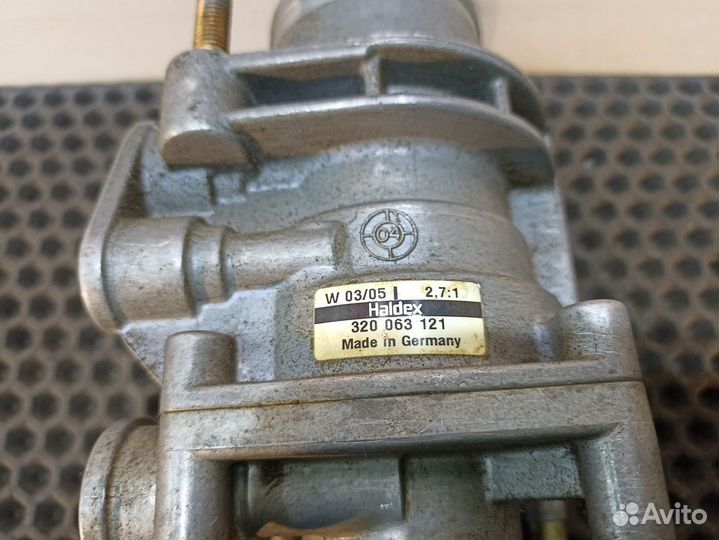 04
W 03/05 2,7:1
Haldex
320 063 121
Made in Germany
Avito